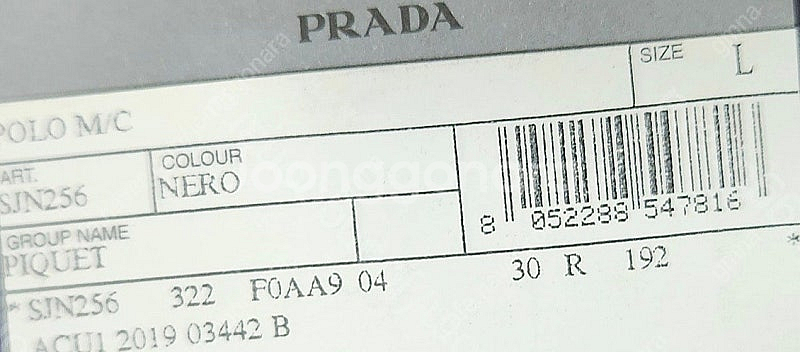 PRADA
SIZE L
POLO M/C
ART.
SJN256
COLOUR
NERO
8 052288 547816
GROUP NAME
PIQUET
*SJN256 322 F0AA9 04 30 R 192 *
ACU1 2019 03442 B